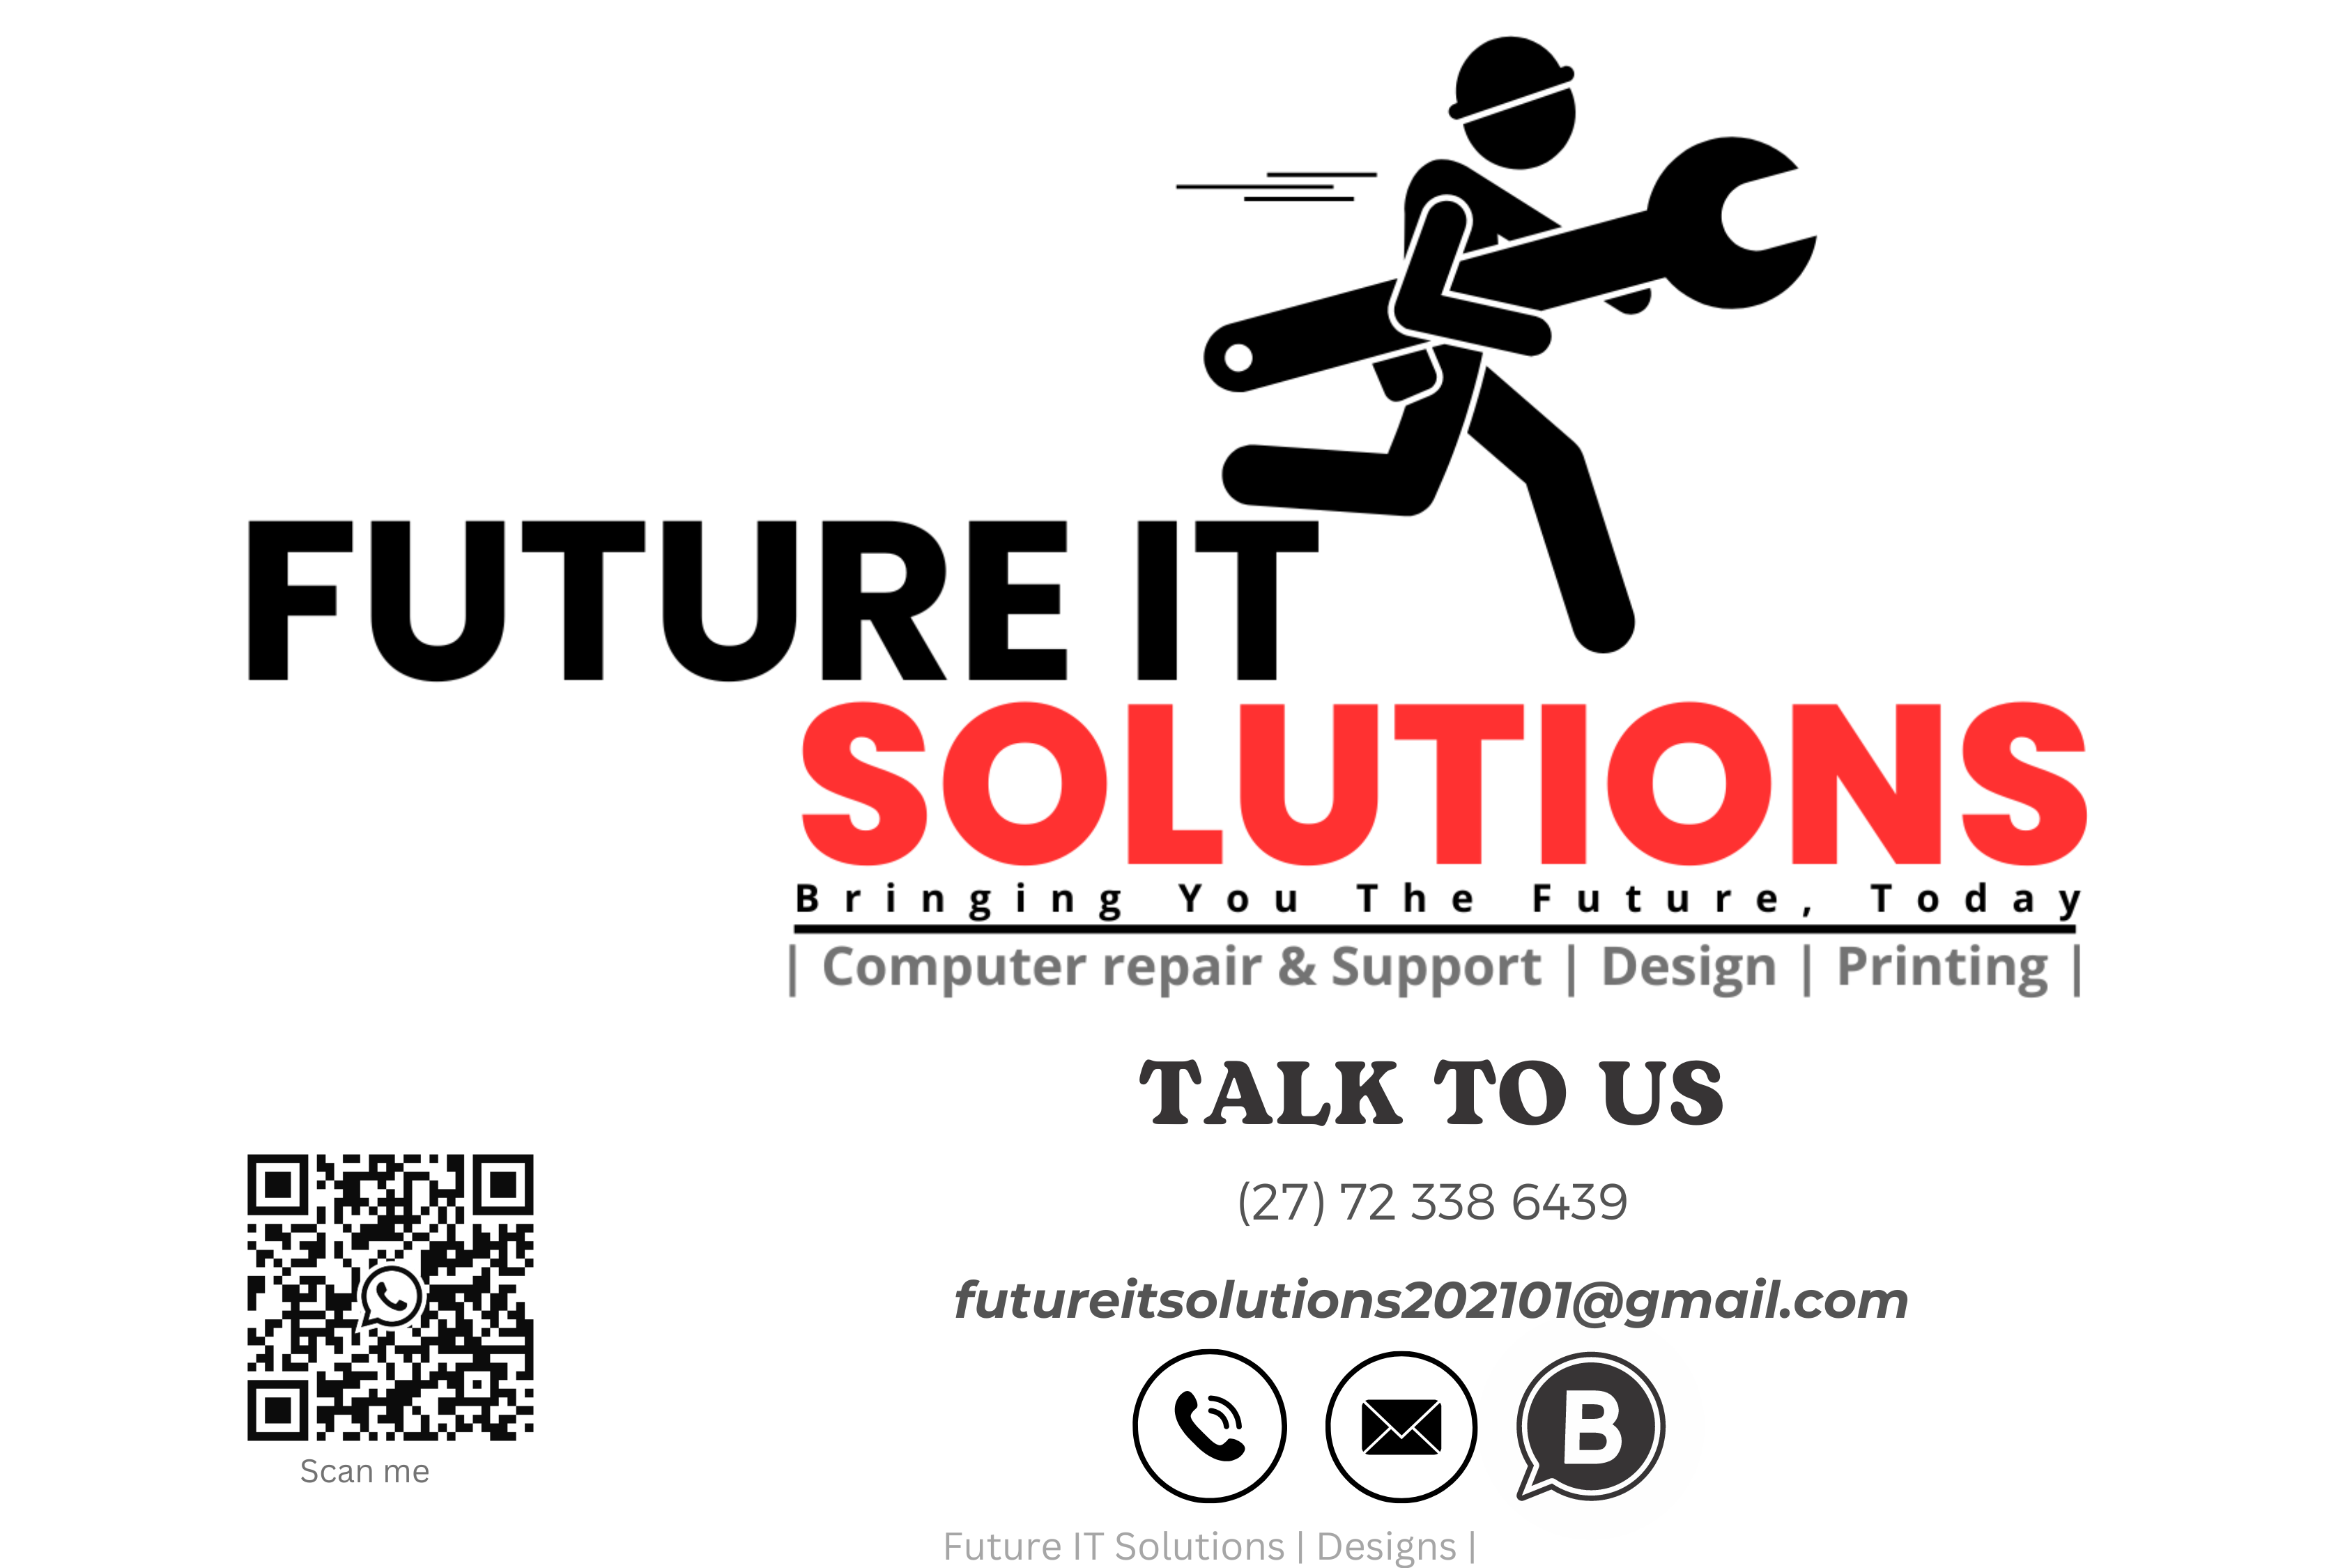 FUTURE IT
SOLUTIONS
Bringing You The Future, Today
| Computer repair & Support | Design | Printing |
TALK TO US
(27) 72 338 6439
futureitsolutions202101@gmail.com
B
Scan me
Future IT Solutions | Designs |